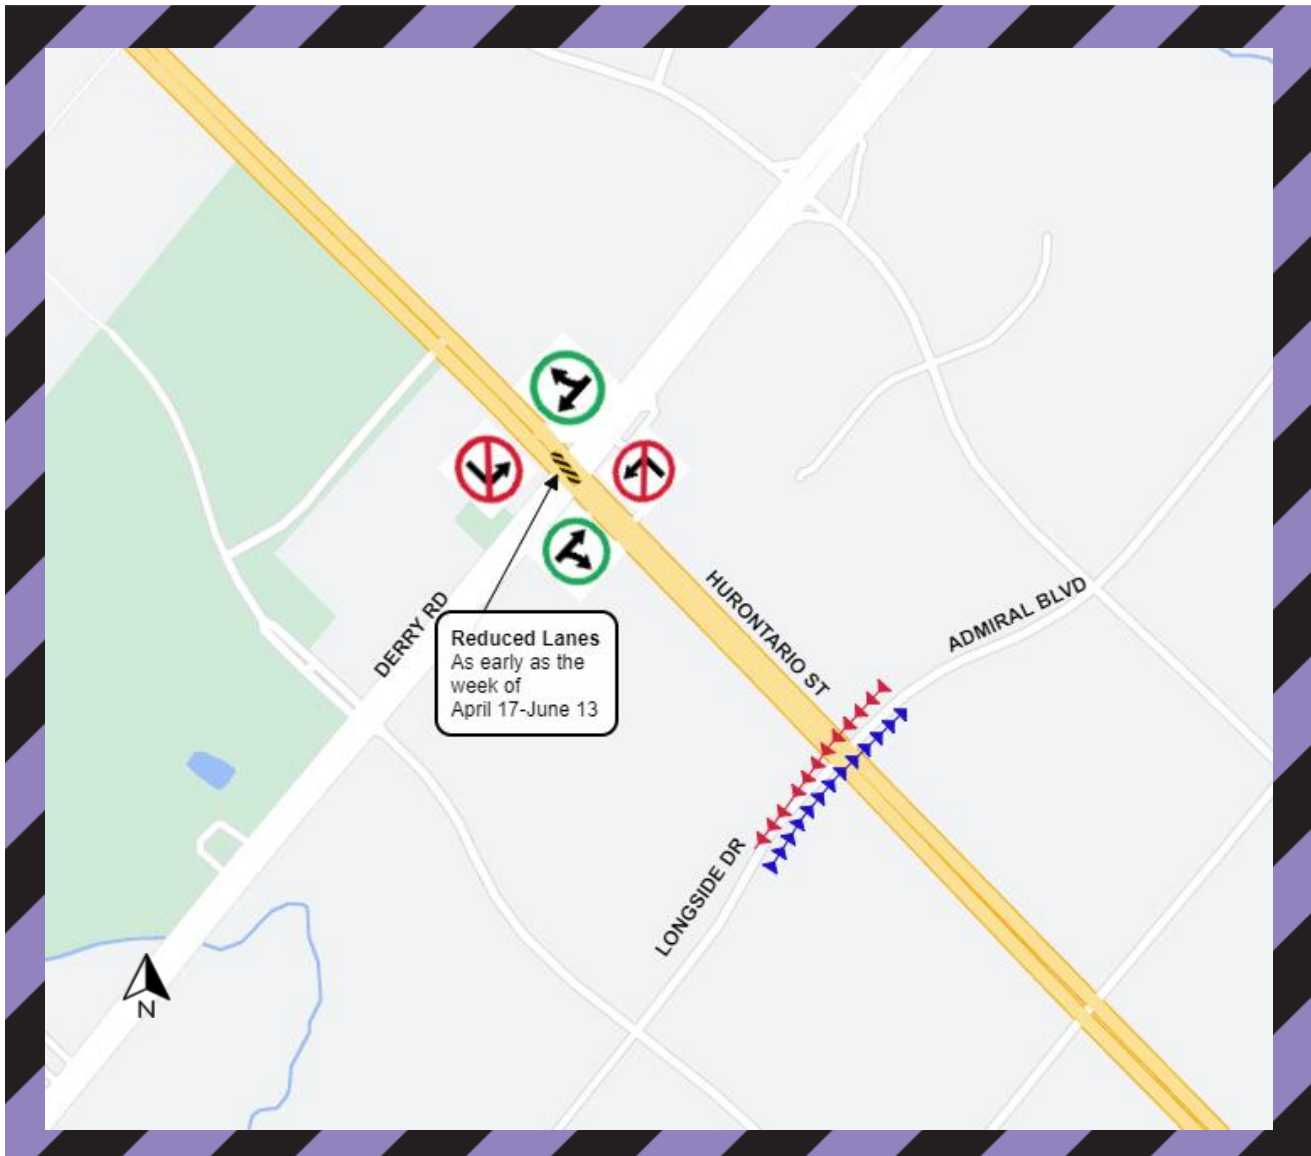 DERRY RD
Reduced Lanes
As early as the
week of
April 17-June 13
HURONTARIO ST
ADMIRAL BLVD
LONGSIDE DR
N